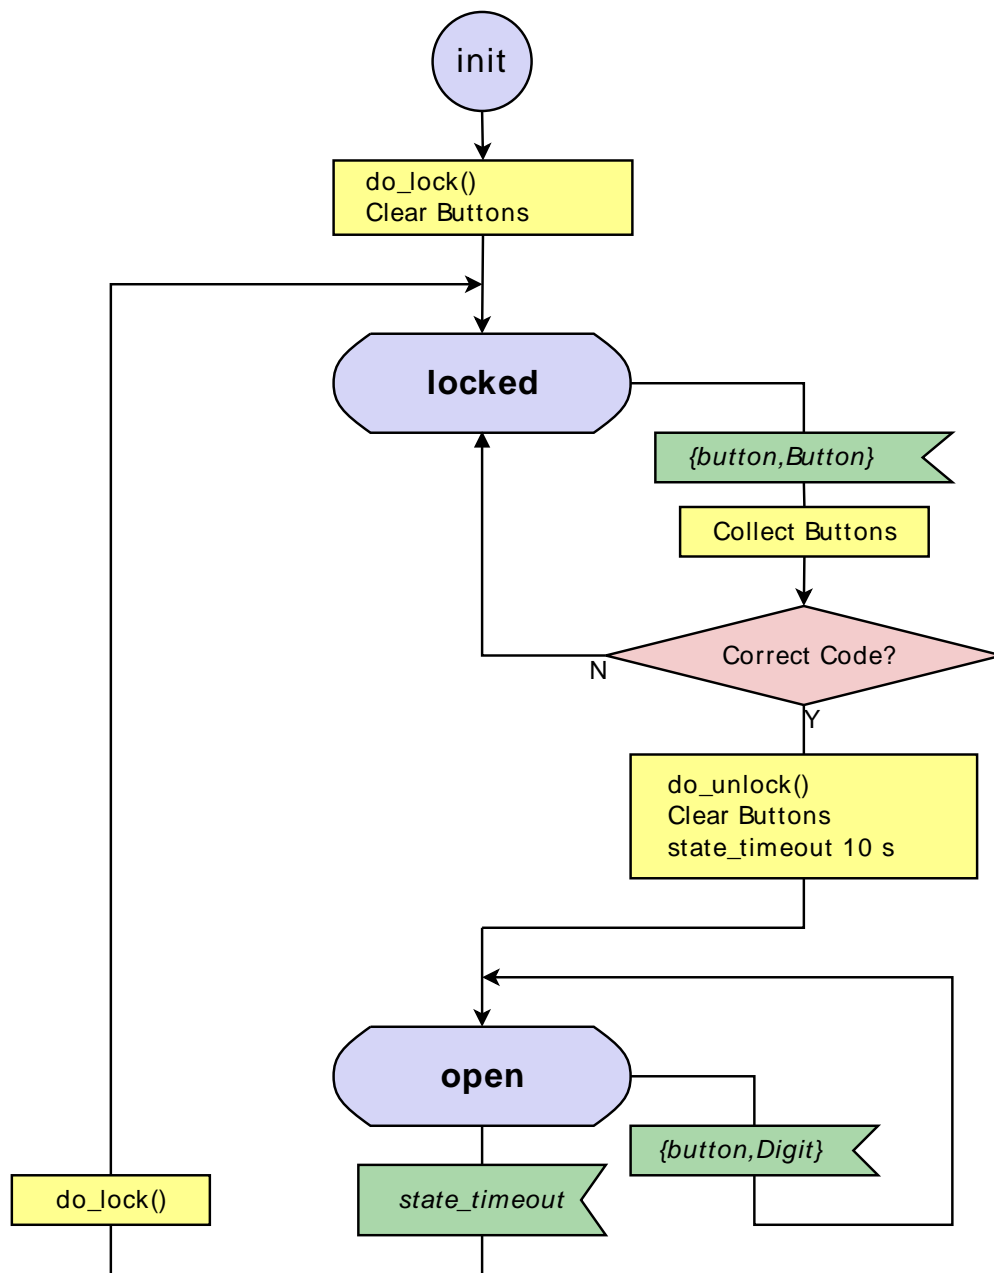 init
do_lock()
Clear Buttons
locked
{button,Button}
Collect Buttons
Correct Code?
N
Y
do_unlock()
Clear Buttons
state_timeout 10 s
open
{button,Digit}
do_lock()
state_timeout